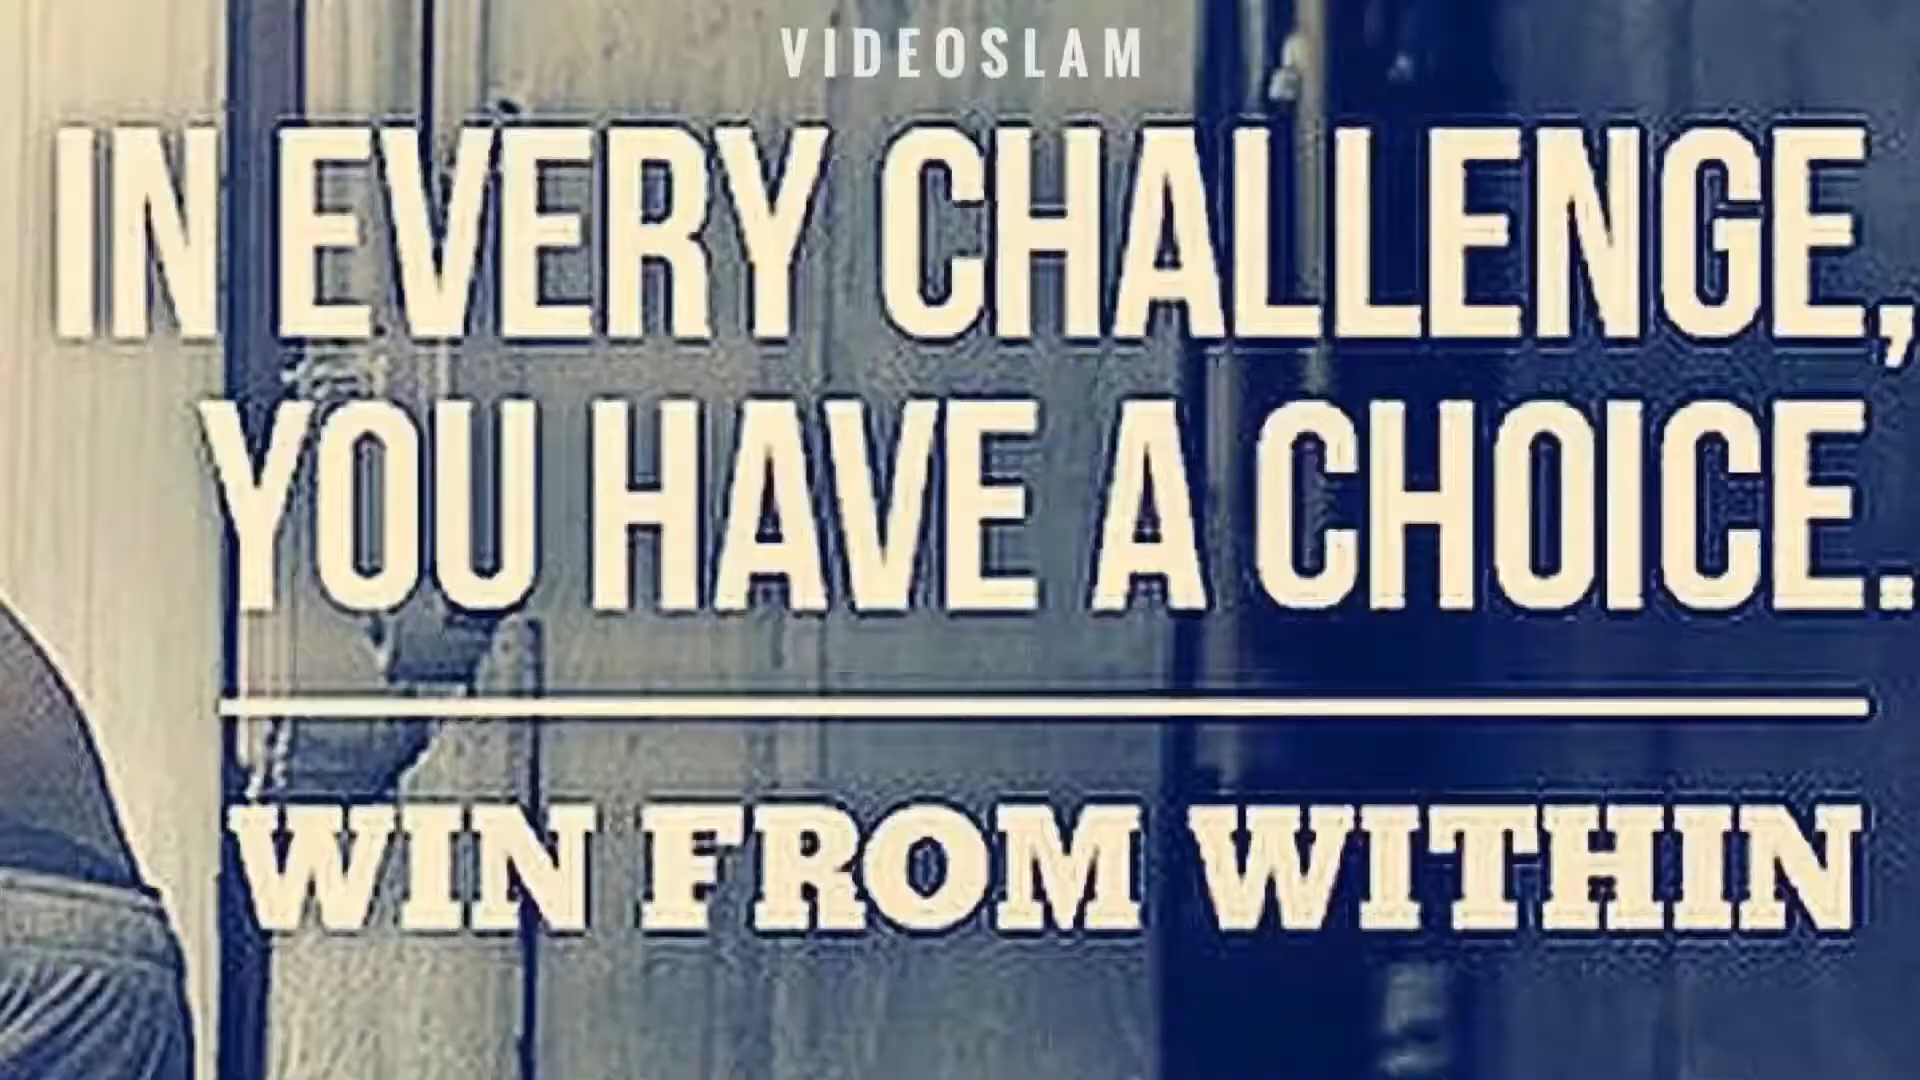 VIDEOSLAM
IN EVERY CHALLENGE,
YOU HAVE A CHOICE.
WIN FROM WITHIN